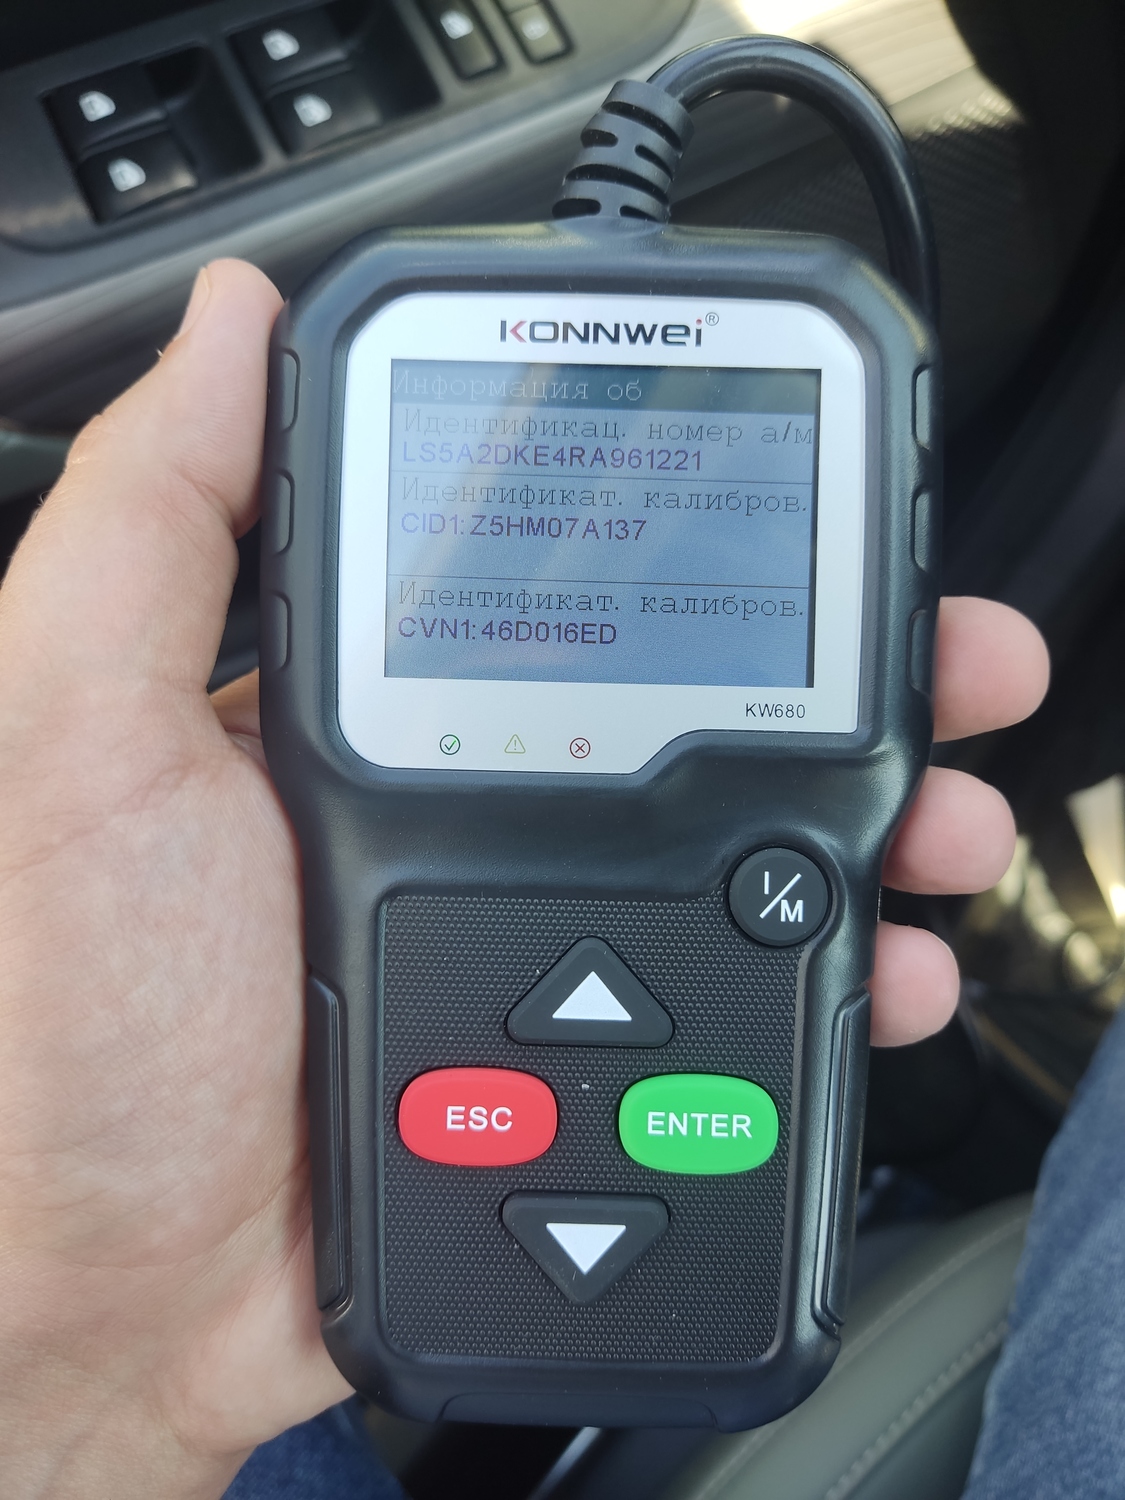 KONNWEI®
Информация об
Идентификац. номер а/м
LS5A2DKE4RA961221
Идентификат. калибров.
CID1:Z5HM07A137
Идентификат. калибров.
CVN1:46D016ED
KW680
I/M
ESC
ENTER